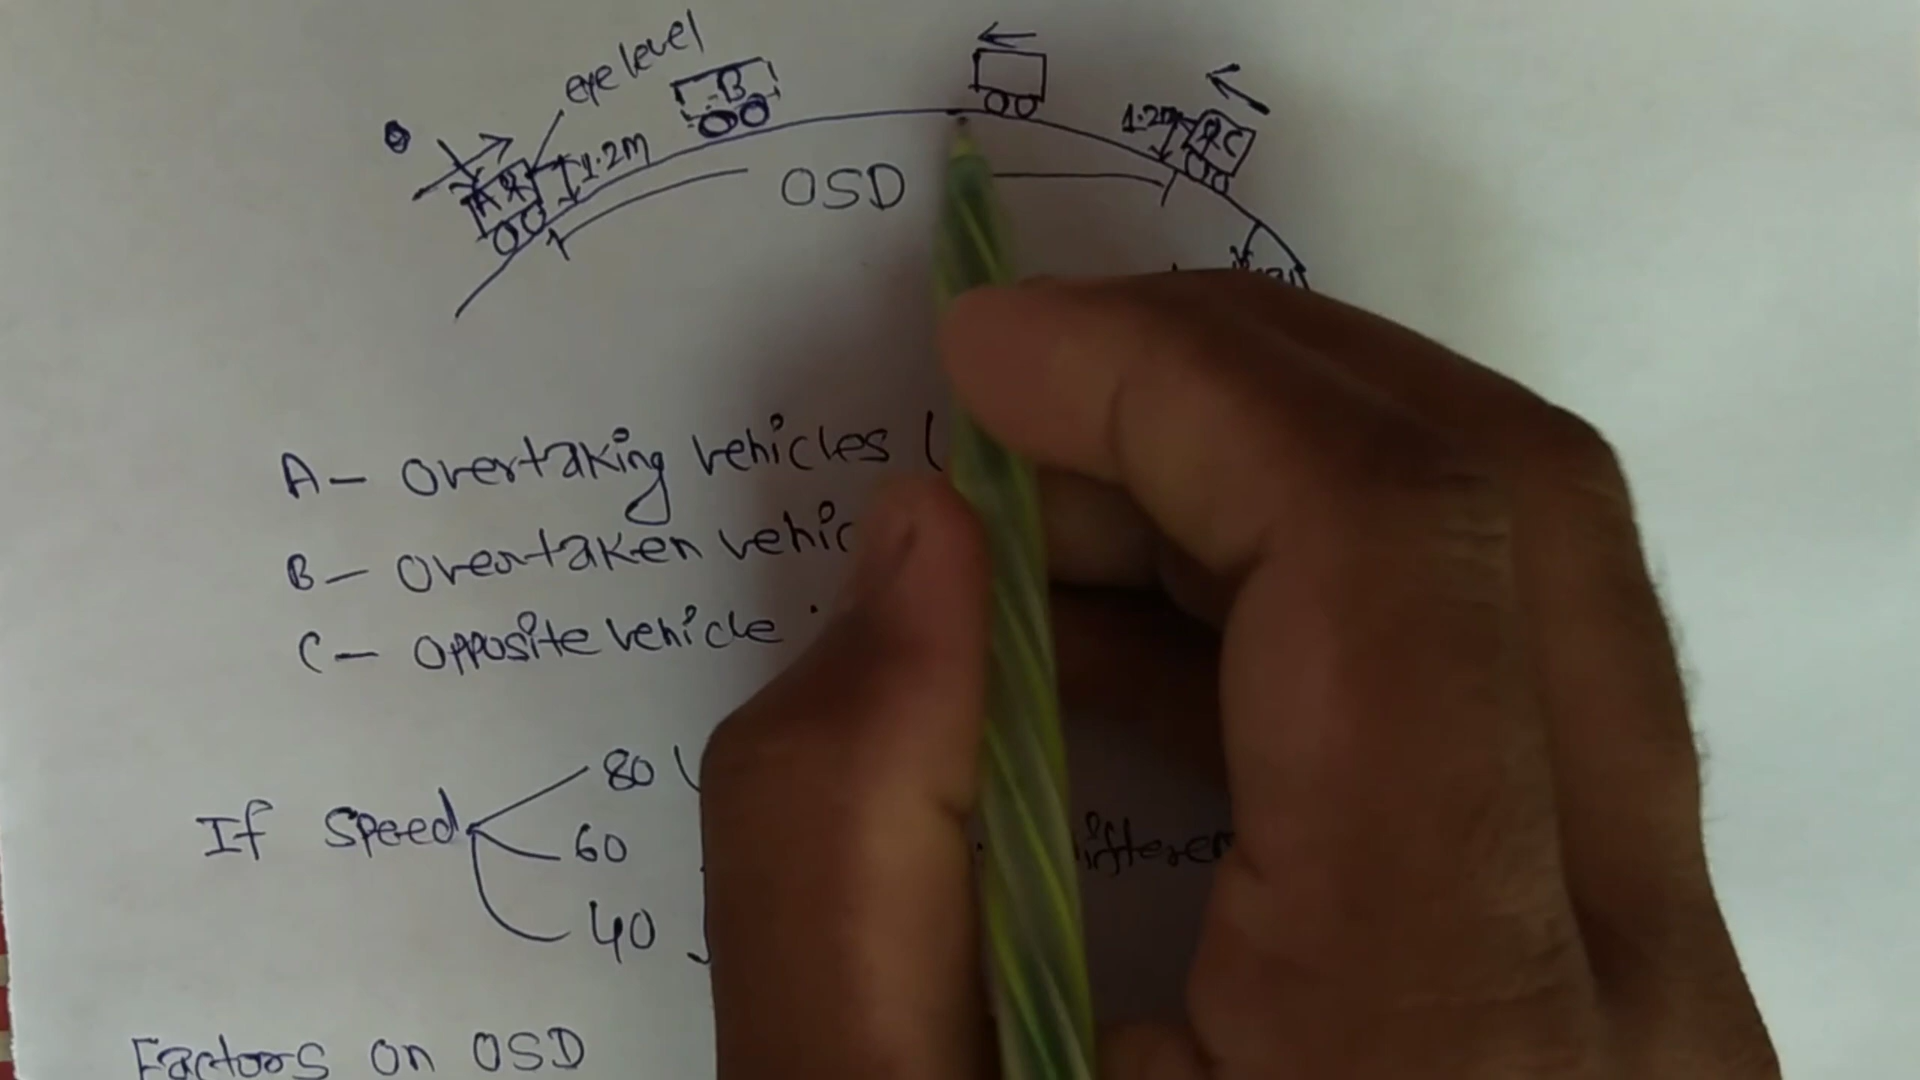 eye level
B
A
1.2m
1.2m
C
OSD
A - overtaking vehicles (
B - overtaken vehic
C - opposite vehicle
If speed
80
60
40
differen
Factors on OSD